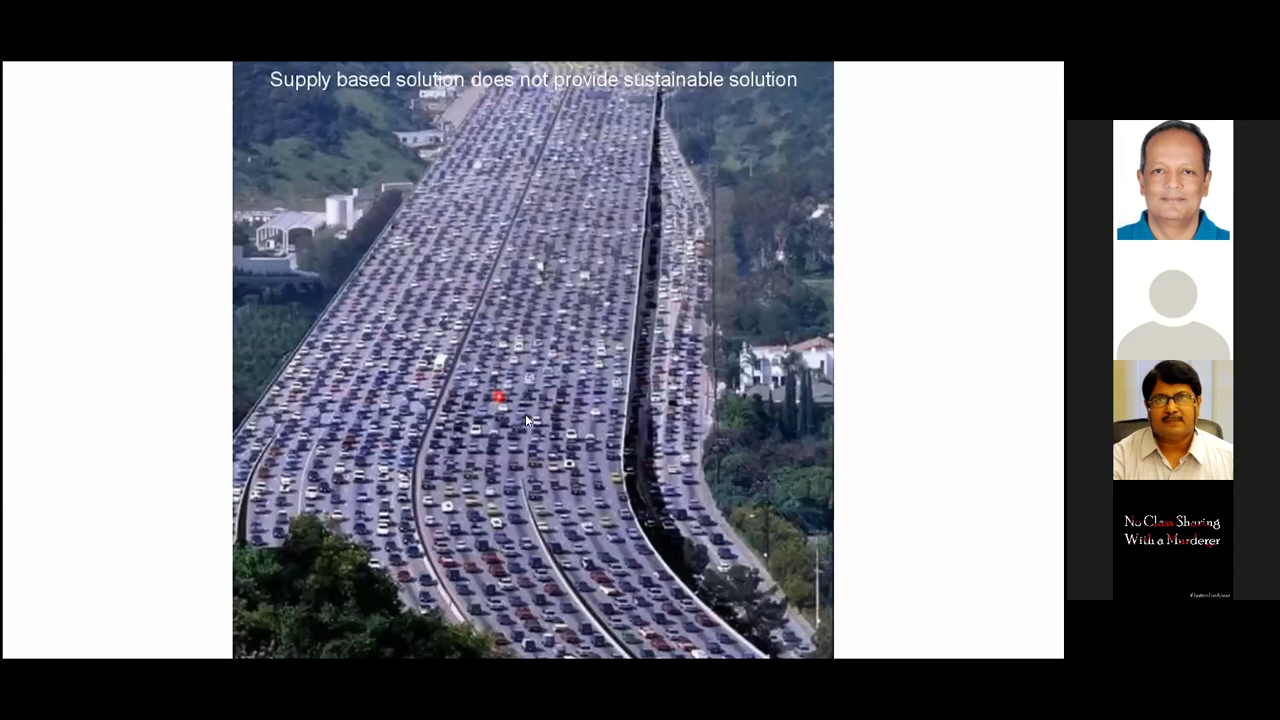 Supply based solution does not provide sustainable solution
No Class Sharing
With a Murderer